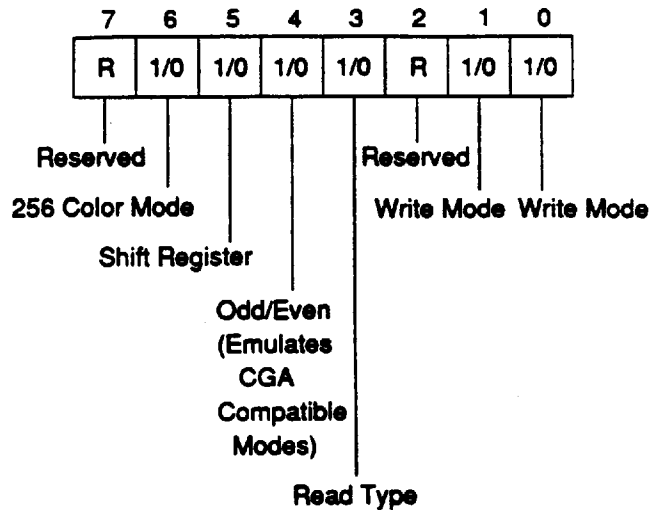 7 6 5 4 3 2 1 0
R 1/0 1/0 1/0 1/0 R 1/0 1/0
Reserved Reserved
256 Color Mode Write Mode Write Mode
Shift Register
Odd/Even
(Emulates
CGA
Compatible
Modes)
Read Type